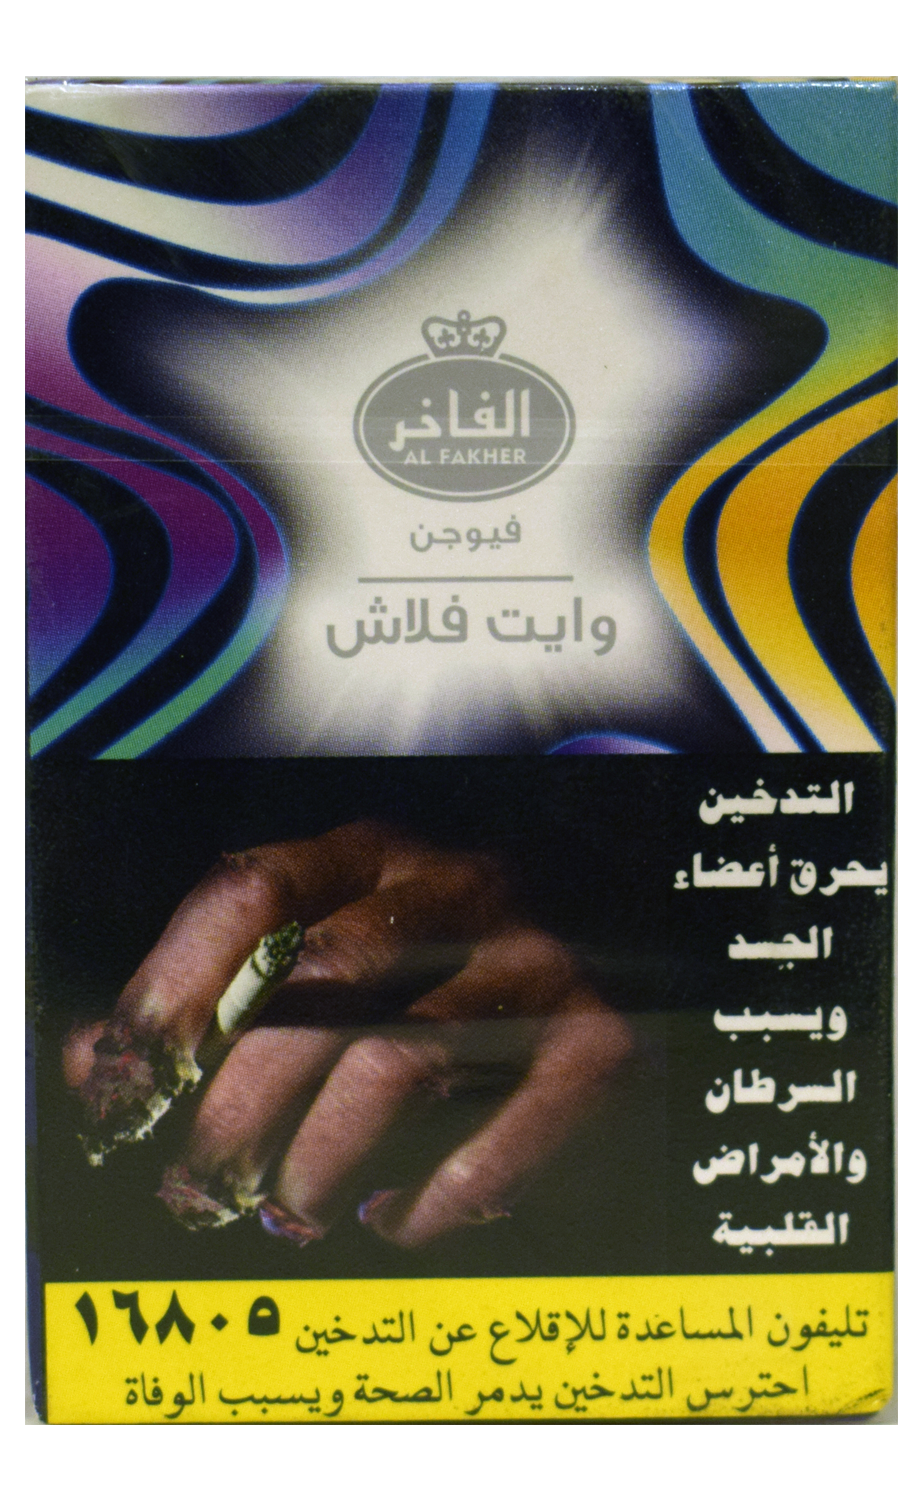 الفاخر
AL FAKHER
فيوجن
وايت فلاش
التدخين
يحرق أعضاء
الجسد
ويسبب
السرطان
والأمراض
القلبية
تليفون المساعدة للإقلاع عن التدخين ١٦٨٠٥
احترس التدخين يدمر الصحة ويسبب الوفاة